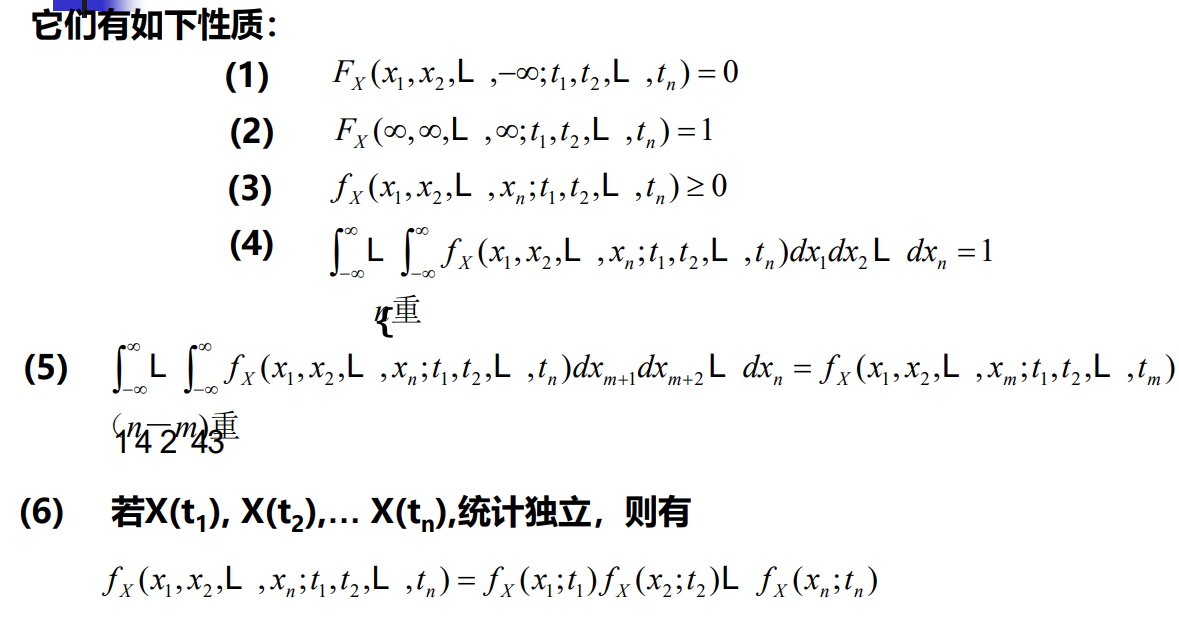 它们有如下性质：
(1) F_X(x_1,x_2,L ,−∞;t_1,t_2,L ,t_n)=0
(2) F_X(∞,∞,L ,∞;t_1,t_2,L ,t_n)=1
(3) f_X(x_1,x_2,L ,x_n;t_1,t_2,L ,t_n)≥0
(4) ∫_{−∞}^{∞} L ∫_{−∞}^{∞} f_X(x_1,x_2,L ,x_n;t_1,t_2,L ,t_n)dx_1dx_2 L dx_n =1
n重
{
(5) ∫_{−∞}^{∞} L ∫_{−∞}^{∞} f_X(x_1,x_2,L ,x_n;t_1,t_2,L ,t_n)dx_{m+1}dx_{m+2} L dx_n = f_X(x_1,x_2,L ,x_m;t_1,t_2,L ,t_m)
（n−m)重
14 2 43
(6) 若X(t_1), X(t_2),… X(t_n),统计独立，则有
f_X(x_1,x_2,L ,x_n;t_1,t_2,L ,t_n)= f_X(x_1;t_1)f_X(x_2;t_2)L f_X(x_n;t_n)